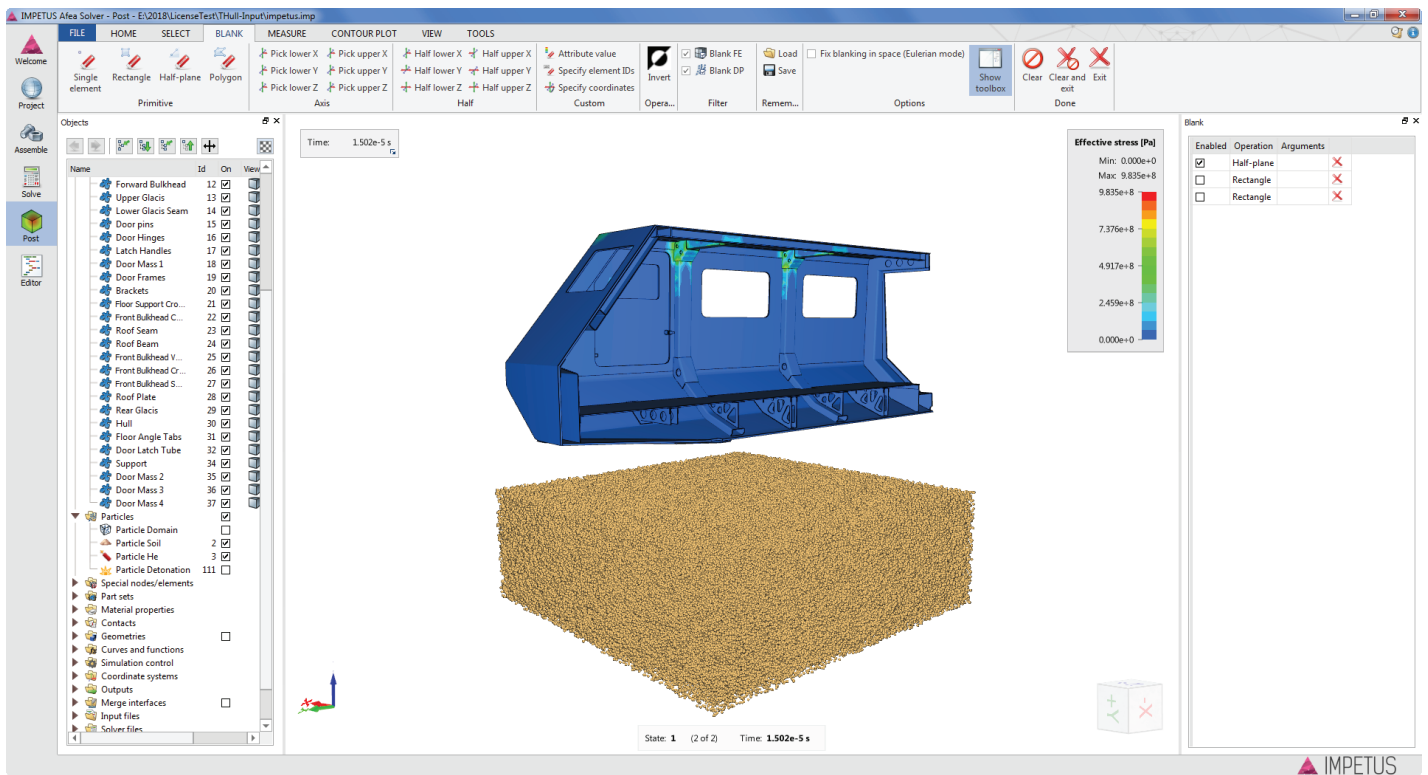 IMPETUS Afea Solver - Post - E:\2018\LicenseTest\THull-Input\impetus.imp
FILE HOME SELECT BLANK MEASURE CONTOUR PLOT VIEW TOOLS
Welcome
Project
Assemble
Solve
Post
Editor
Single element
Rectangle
Half-plane
Polygon
Primitive
Pick lower X Pick upper X
Pick lower Y Pick upper Y
Pick lower Z Pick upper Z
Axis
Half lower X Half upper X
Half lower Y Half upper Y
Half lower Z Half upper Z
Half
Attribute value
Specify element IDs
Specify coordinates
Custom
Invert
Opera...
Blank FE
Blank DP
Filter
Load
Save
Remem...
Fix blanking in space (Eulerian mode)
Options
Show toolbox
Clear
Clear and exit
Exit
Done
Objects
Name Id On View
Forward Bulkhead 12
Upper Glacis 13
Lower Glacis Seam 14
Door pins 15
Door Hinges 16
Latch Handles 17
Door Mass 1 18
Door Frames 19
Brackets 20
Floor Support Cro... 21
Front Bulkhead C... 22
Roof Seam 23
Roof Beam 24
Front Bulkhead V... 25
Front Bulkhead Cr... 26
Front Bulkhead S... 27
Roof Plate 28
Rear Glacis 29
Hull 30
Floor Angle Tabs 31
Door Latch Tube 32
Support 34
Door Mass 2 35
Door Mass 3 36
Door Mass 4 37
Particles
Particle Domain
Particle Soil 2
Particle He 3
Particle Detonation 111
Special nodes/elements
Part sets
Material properties
Contacts
Geometries
Curves and functions
Simulation control
Coordinate systems
Outputs
Merge interfaces
Input files
Solver files
Time: 1.502e-5 s
Effective stress [Pa]
Min: 0.000e+0
Max: 9.835e+8
9.835e+8
7.376e+8
4.917e+8
2.459e+8
0.000e+0
+Y
-X
State: 1 (2 of 2) Time: 1.502e-5 s
Blank
Enabled Operation Arguments
Half-plane
Rectangle
Rectangle
IMPETUS